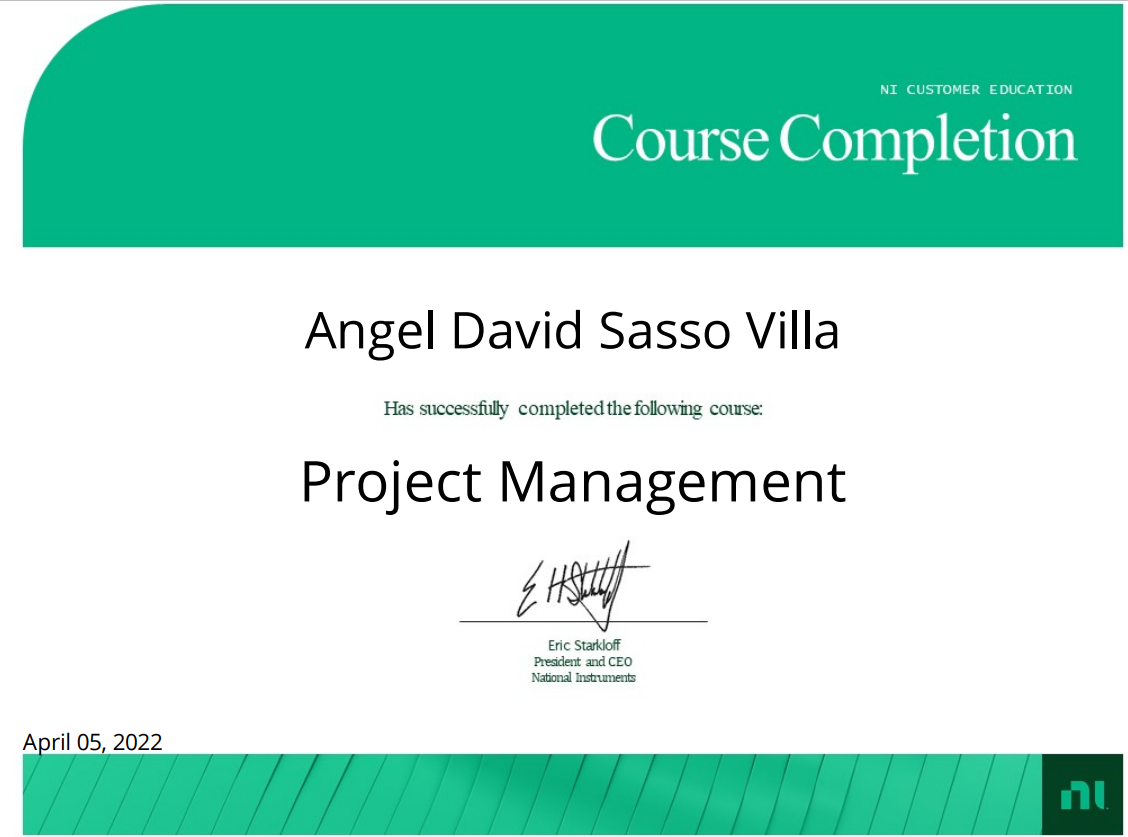 NI CUSTOMER EDUCATION
Course Completion
Angel David Sasso Villa
Has successfully completed the following course:
Project Management
Eric Starkloff
President and CEO
National Instruments
April 05, 2022
ni